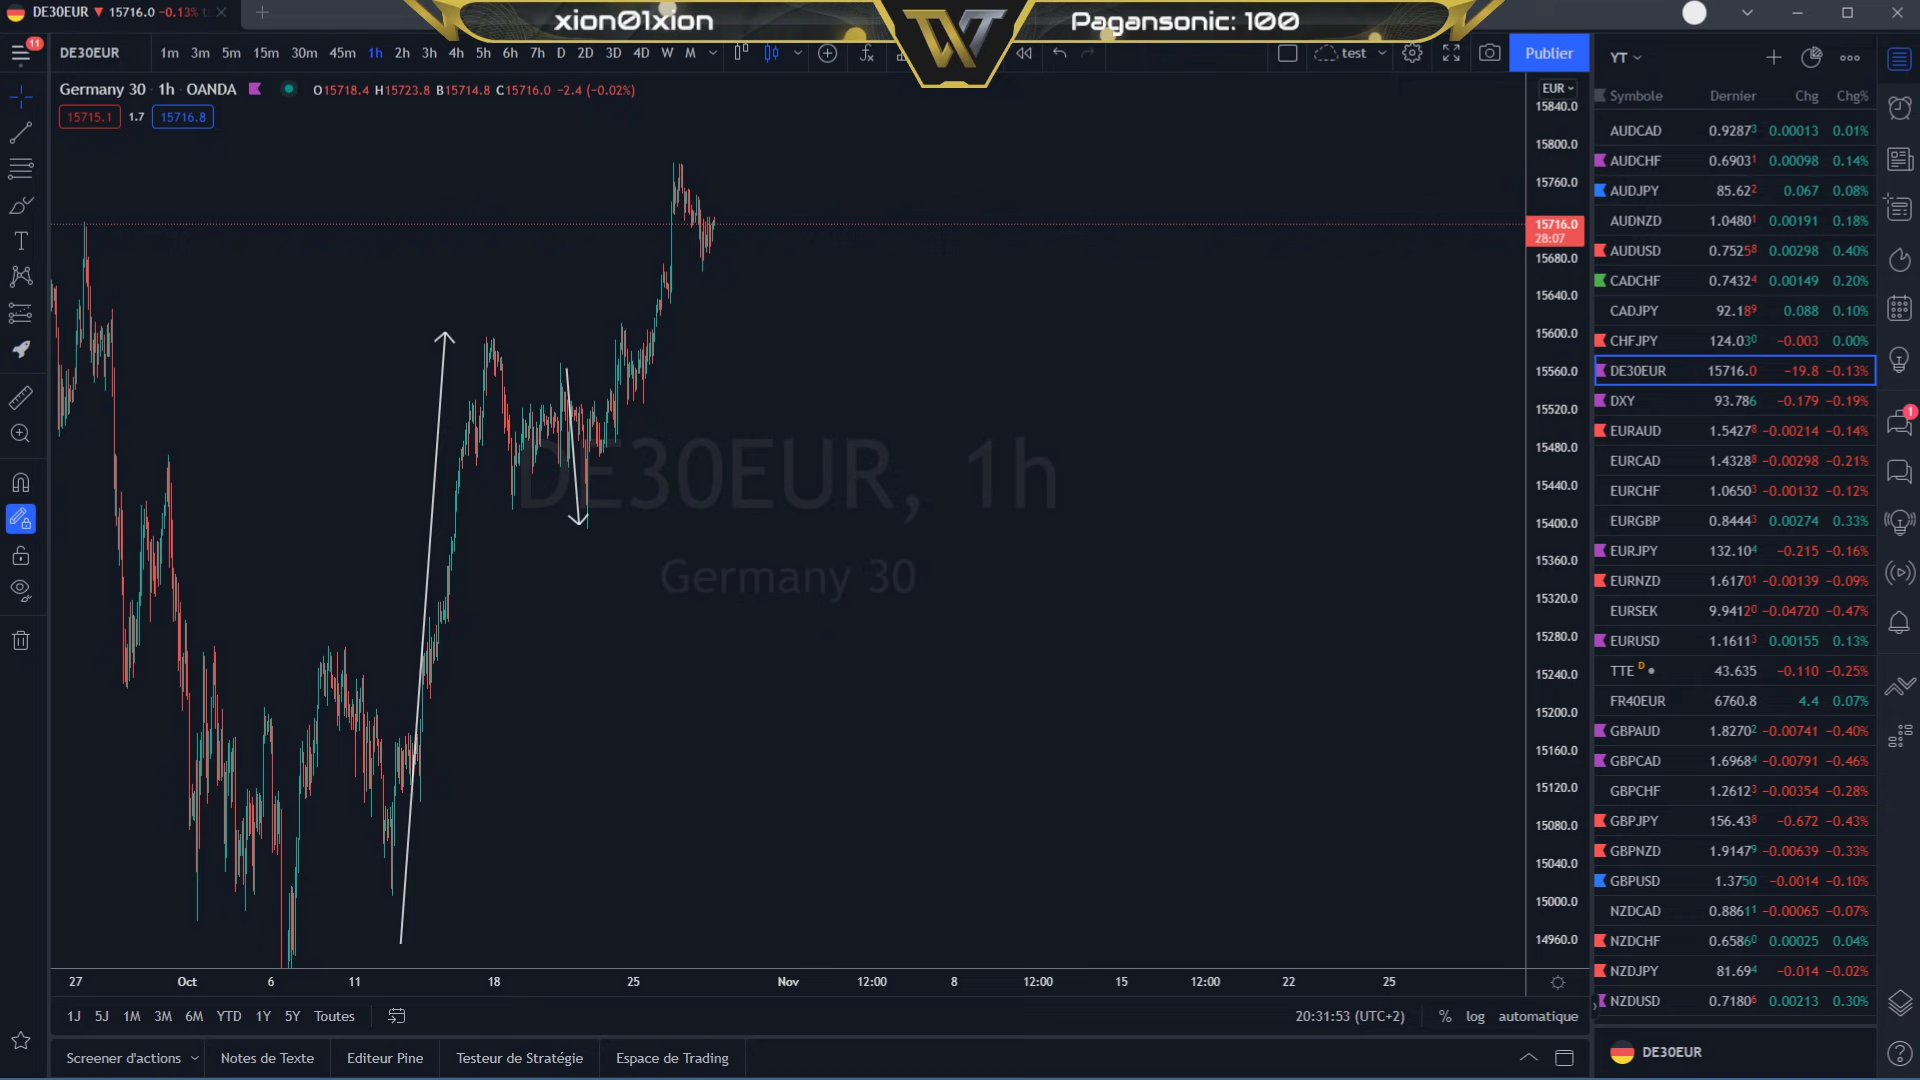 DE30EUR ▼ 15716.0 −0.13%
xion01xion
Pagansonic: 100
11
DE30EUR
1m 3m 5m 15m 30m 45m 1h 2h 3h 4h 5h 6h 7h D 2D 3D 4D W M
test
Publier
YT
Germany 30 · 1h · OANDA
O15718.4 H15723.8 B15714.8 C15716.0 −2.4 (−0.02%)
15715.1 1.7 15716.8
EUR
15840.0
15800.0
15760.0
15716.0
28:07
15680.0
15640.0
15600.0
15560.0
15520.0
15480.0
15440.0
15400.0
15360.0
15320.0
15280.0
15240.0
15200.0
15160.0
15120.0
15080.0
15040.0
15000.0
14960.0
DE30EUR, 1h
Germany 30
27 Oct 6 11 18 25 Nov 12:00 8 12:00 15 12:00 22 25
1J 5J 1M 3M 6M YTD 1Y 5Y Toutes
20:31:53 (UTC+2) % log automatique
Screener d'actions Notes de Texte Editeur Pine Testeur de Stratégie Espace de Trading
Symbole Dernier Chg Chg%
AUDCAD 0.92873 0.00013 0.01%
AUDCHF 0.69031 0.00098 0.14%
AUDJPY 85.622 0.067 0.08%
AUDNZD 1.04801 0.00191 0.18%
AUDUSD 0.75258 0.00298 0.40%
CADCHF 0.74324 0.00149 0.20%
CADJPY 92.189 0.088 0.10%
CHFJPY 124.030 −0.003 0.00%
DE30EUR 15716.0 −19.8 −0.13%
DXY 93.786 −0.179 −0.19%
EURAUD 1.54278 −0.00214 −0.14%
EURCAD 1.43288 −0.00298 −0.21%
EURCHF 1.06503 −0.00132 −0.12%
EURGBP 0.84443 0.00274 0.33%
EURJPY 132.104 −0.215 −0.16%
EURNZD 1.61701 −0.00139 −0.09%
EURSEK 9.94120 −0.04720 −0.47%
EURUSD 1.16113 0.00155 0.13%
TTE D 43.635 −0.110 −0.25%
FR40EUR 6760.8 4.4 0.07%
GBPAUD 1.82702 −0.00741 −0.40%
GBPCAD 1.69684 −0.00791 −0.46%
GBPCHF 1.26123 −0.00354 −0.28%
GBPJPY 156.438 −0.672 −0.43%
GBPNZD 1.91479 −0.00639 −0.33%
GBPUSD 1.3750 −0.0014 −0.10%
NZDCAD 0.88611 −0.00065 −0.07%
NZDCHF 0.65860 0.00025 0.04%
NZDJPY 81.694 −0.014 −0.02%
NZDUSD 0.71806 0.00213 0.30%
DE30EUR
1